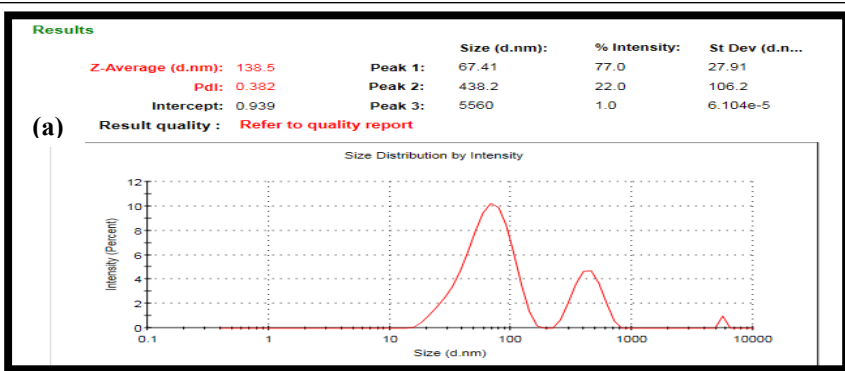 Results
Size (d.nm): % Intensity: St Dev (d.n...
Z-Average (d.nm): 138.5 Peak 1: 67.41 77.0 27.91
PdI: 0.382 Peak 2: 438.2 22.0 106.2
Intercept: 0.939 Peak 3: 5560 1.0 6.104e-5
(a) Result quality : Refer to quality report
Size Distribution by Intensity
12
10
8
6
4
2
0
Intensity (Percent)
0.1 1 10 100 1000 10000
Size (d.nm)